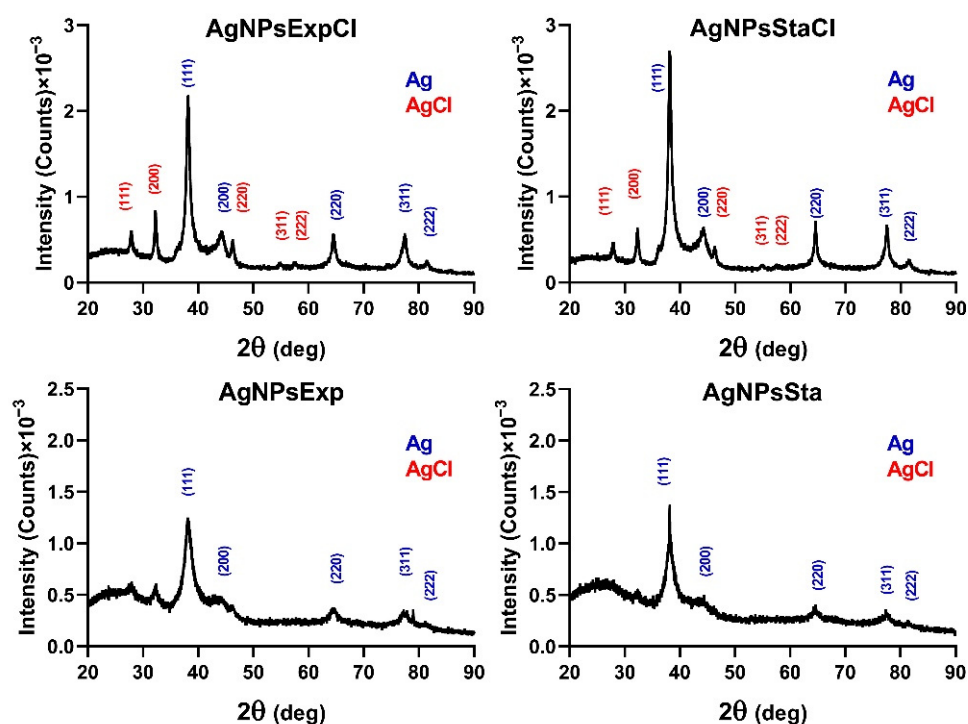 AgNPsExpCl
Intensity (Counts)×10⁻³
3
2
1
0
(111)
(200)
(111)
(200)
(220)
(311)
(222)
(220)
(311)
(222)
Ag
AgCl
20 30 40 50 60 70 80 90
2θ (deg)
AgNPsStaCl
Intensity (Counts)×10⁻³
3
2
1
0
(111)
(200)
(111)
(200)
(220)
(311)
(222)
(220)
(311)
(222)
Ag
AgCl
20 30 40 50 60 70 80 90
2θ (deg)
AgNPsExp
Intensity (Counts)×10⁻³
2.5
2.0
1.5
1.0
0.5
0.0
(111)
(200)
(220)
(311)
(222)
Ag
AgCl
20 30 40 50 60 70 80 90
2θ (deg)
AgNPsSta
Intensity (Counts)×10⁻³
2.5
2.0
1.5
1.0
0.5
0.0
(111)
(200)
(220)
(311)
(222)
Ag
AgCl
20 30 40 50 60 70 80 90
2θ (deg)